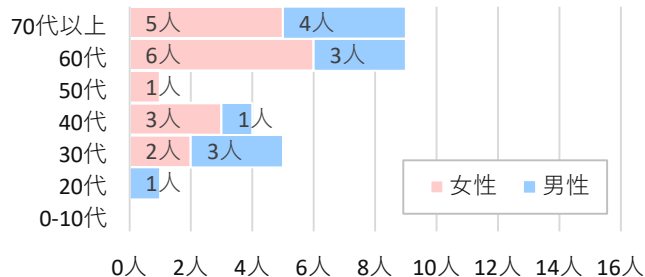 70代以上 5人 4人
60代 6人 3人
50代 1人
40代 3人 1人
30代 2人 3人
20代 1人
0-10代
女性 男性
0人 2人 4人 6人 8人 10人 12人 14人 16人